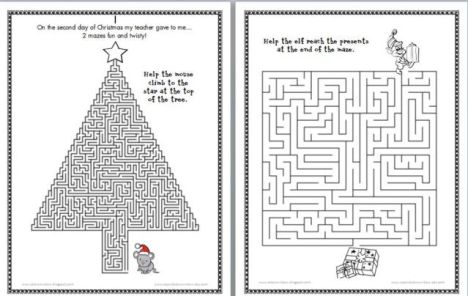 On the second day of Christmas my teacher gave to me....
2 mazes fun and twisty!
Help the mouse
climb to the
star at the top
of the tree.
Help the elf reach the presents
at the end of the maze.